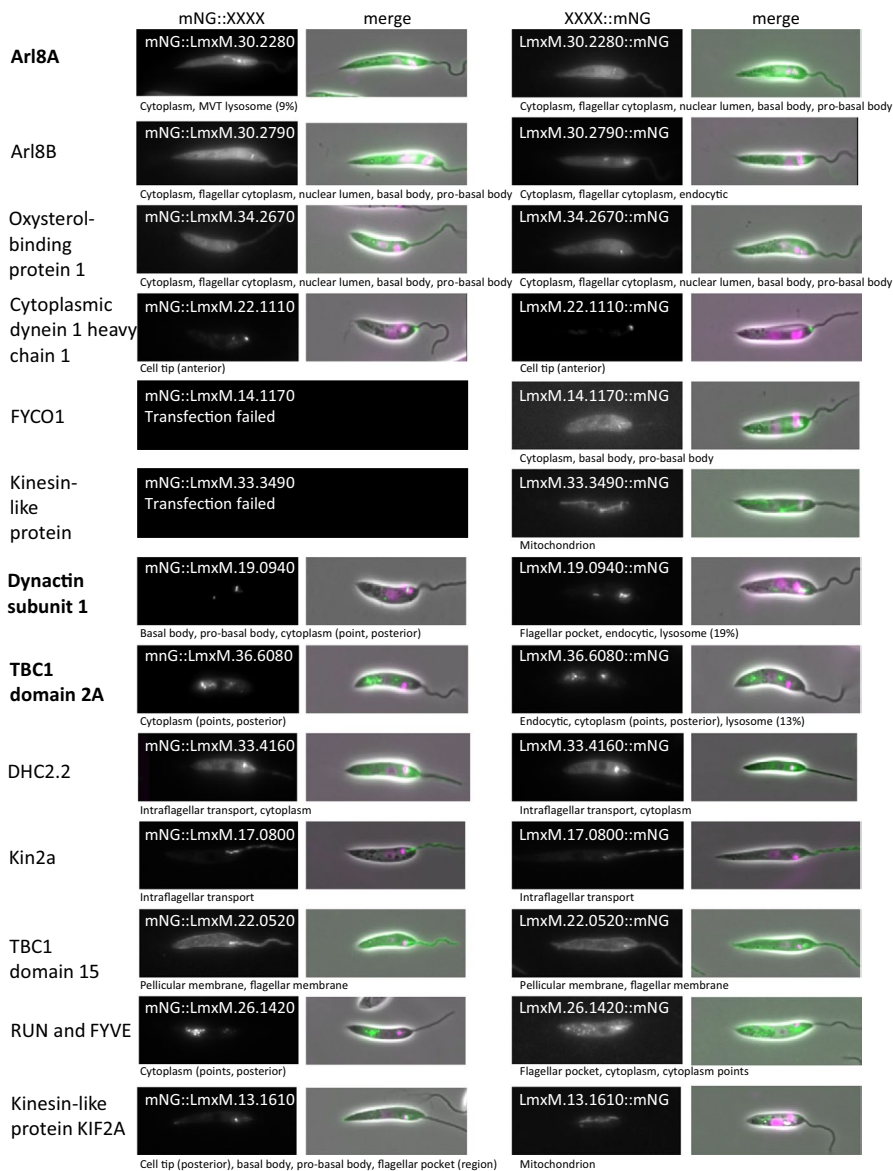 mNG::XXXX
merge
XXXX::mNG
merge
Arl8A
mNG::LmxM.30.2280
LmxM.30.2280::mNG
Cytoplasm, MVT lysosome (9%)
Cytoplasm, flagellar cytoplasm, nuclear lumen, basal body, pro-basal body
Arl8B
mNG::LmxM.30.2790
LmxM.30.2790::mNG
Cytoplasm, flagellar cytoplasm, nuclear lumen, basal body, pro-basal body
Cytoplasm, flagellar cytoplasm, endocytic
Oxysterol-
binding
protein 1
mNG::LmxM.34.2670
LmxM.34.2670::mNG
Cytoplasm, flagellar cytoplasm, nuclear lumen, basal body, pro-basal body
Cytoplasm, flagellar cytoplasm, nuclear lumen, basal body, pro-basal body
Cytoplasmic
dynein 1 heavy
chain 1
mNG::LmxM.22.1110
LmxM.22.1110::mNG
Cell tip (anterior)
Cell tip (anterior)
FYCO1
mNG::LmxM.14.1170
Transfection failed
LmxM.14.1170::mNG
Cytoplasm, basal body, pro-basal body
Kinesin-
like
protein
mNG::LmxM.33.3490
Transfection failed
LmxM.33.3490::mNG
Mitochondrion
Dynactin
subunit 1
mNG::LmxM.19.0940
LmxM.19.0940::mNG
Basal body, pro-basal body, cytoplasm (point, posterior)
Flagellar pocket, endocytic, lysosome (19%)
TBC1
domain 2A
mnG::LmxM.36.6080
LmxM.36.6080::mNG
Cytoplasm (points, posterior)
Endocytic, cytoplasm (points, posterior), lysosome (13%)
DHC2.2
mNG::LmxM.33.4160
LmxM.33.4160::mNG
Intraflagellar transport, cytoplasm
Intraflagellar transport, cytoplasm
Kin2a
mNG::LmxM.17.0800
LmxM.17.0800::mNG
Intraflagellar transport
Intraflagellar transport
TBC1
domain 15
mNG::LmxM.22.0520
LmxM.22.0520::mNG
Pellicular membrane, flagellar membrane
Pellicular membrane, flagellar membrane
RUN and FYVE
mNG::LmxM.26.1420
LmxM.26.1420::mNG
Cytoplasm (points, posterior)
Flagellar pocket, cytoplasm, cytoplasm points
Kinesin-like
protein KIF2A
mNG::LmxM.13.1610
LmxM.13.1610::mNG
Cell tip (posterior), basal body, pro-basal body, flagellar pocket (region)
Mitochondrion